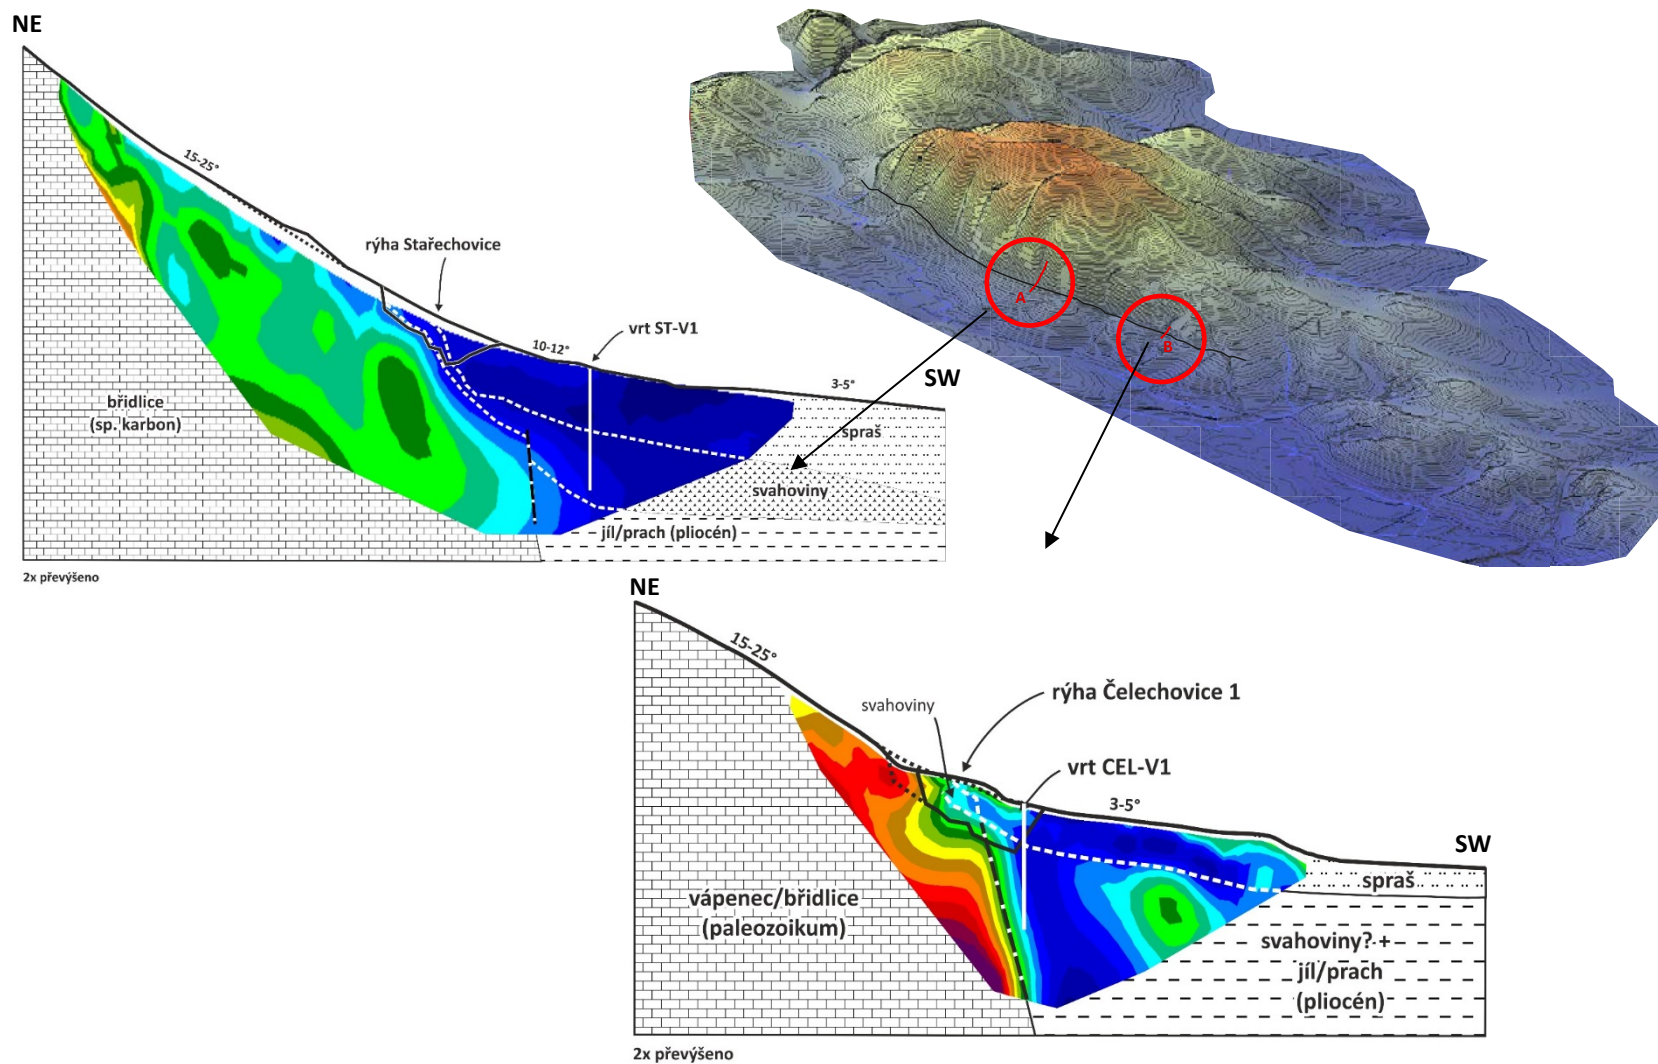 NE
15-25°
rýha Stařechovice
vrt ST-V1
10-12°
3-5°
SW
břidlice
(sp. karbon)
spraš
svahoviny
jíl/prach (pliocén)
2x převýšeno
A
B
NE
15-25°
svahoviny
rýha Čelechovice 1
vrt CEL-V1
3-5°
SW
spraš
vápenec/břidlice
(paleozoikum)
svahoviny? +
jíl/prach
(pliocén)
2x převýšeno